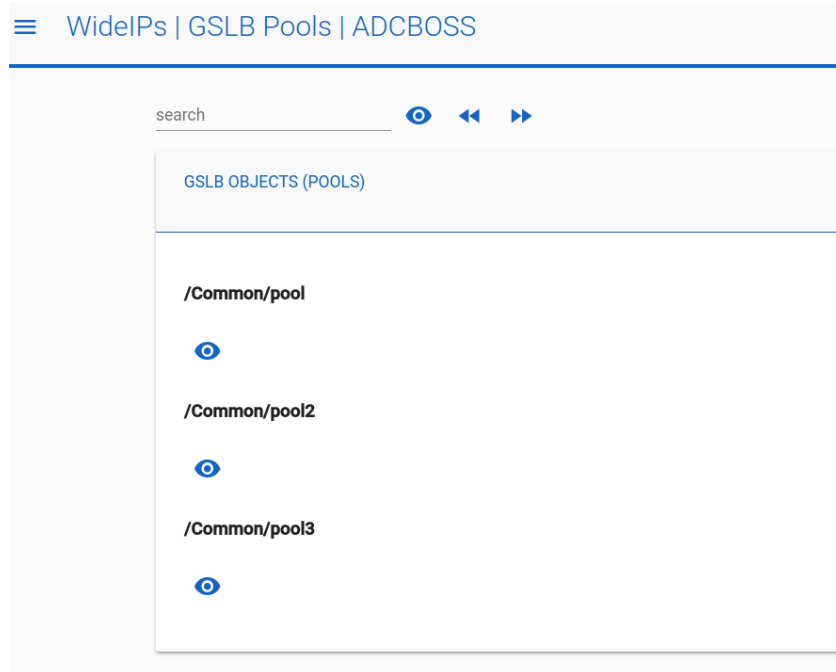 WideIPs | GSLB Pools | ADCBOSS
search
GSLB OBJECTS (POOLS)
/Common/pool
/Common/pool2
/Common/pool3